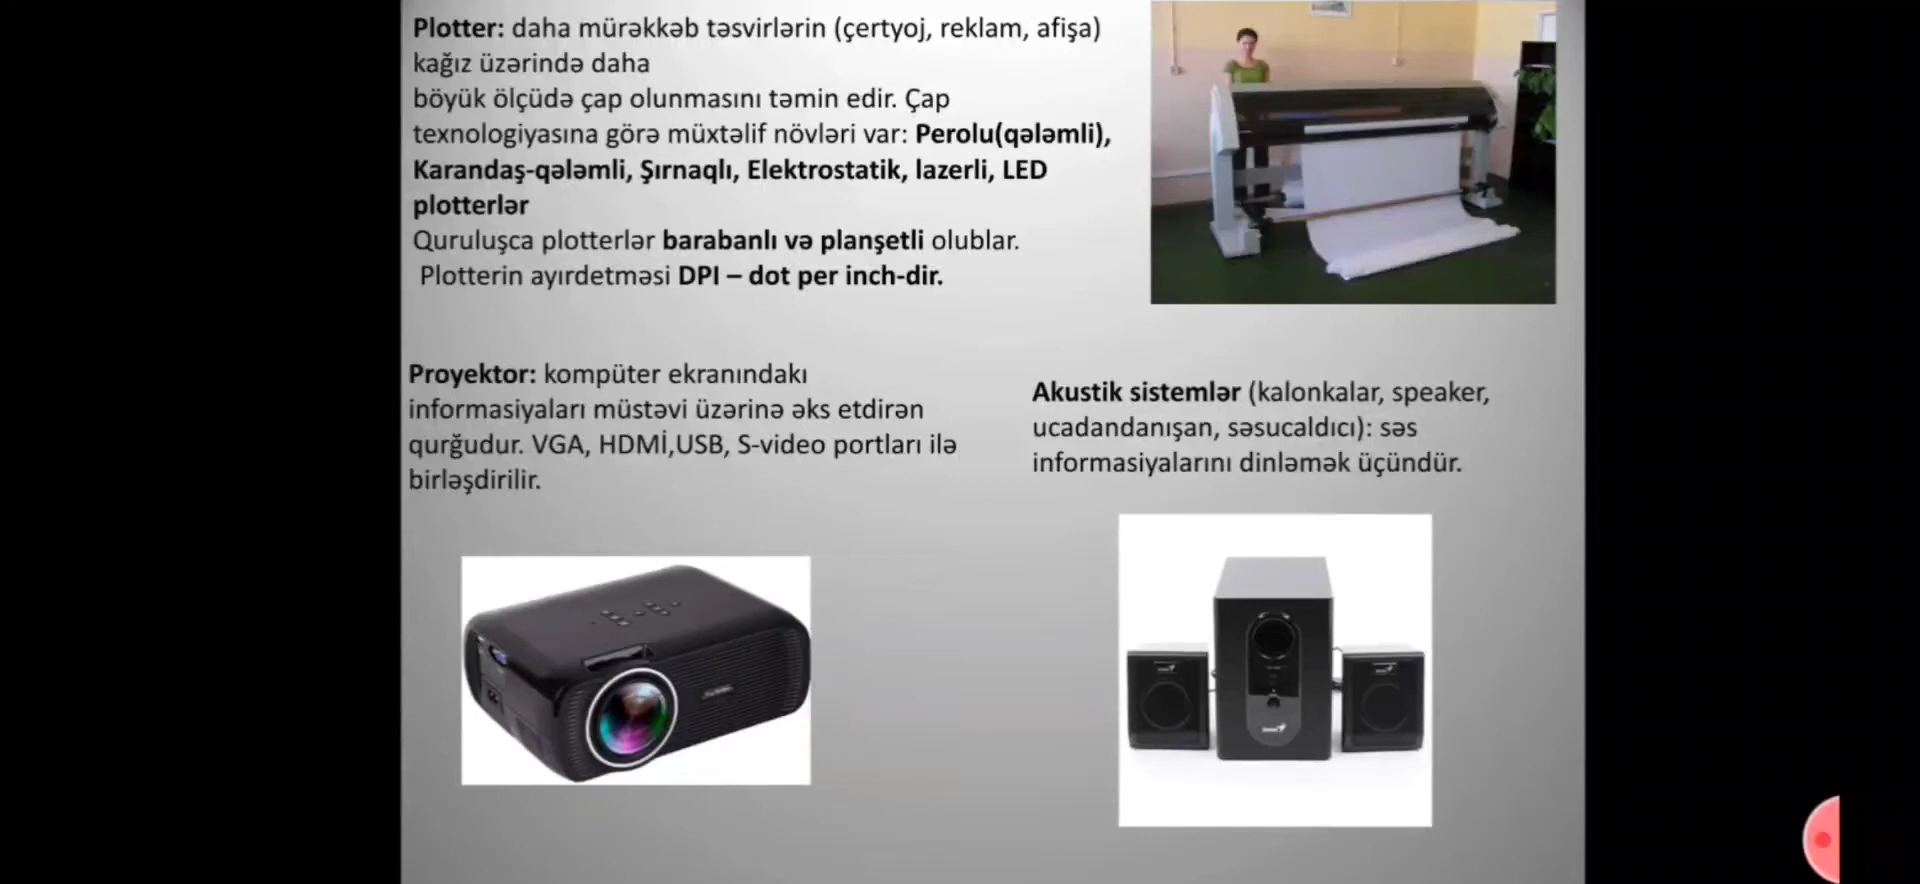 Plotter: daha mürəkkəb təsvirlərin (çertyoj, reklam, afişa)
kağız üzərində daha
böyük ölçüdə çap olunmasını təmin edir. Çap
texnologiyasına görə müxtəlif növləri var: Perolu(qələmli),
Karandaş-qələmli, Şırnaqlı, Elektrostatik, lazerli, LED
plotterlər
Quruluşca plotterlər barabanlı və planşetli olublar.
Plotterin ayırdetməsi DPI – dot per inch-dir.
Proyektor: kompüter ekranındakı
informasiyaları müstəvi üzərinə əks etdirən
qurğudur. VGA, HDMİ,USB, S-video portları ilə
birləşdirilir.
Akustik sistemlər (kalonkalar, speaker,
ucadandanışan, səsucaldıcı): səs
informasiyalarını dinləmək üçündür.